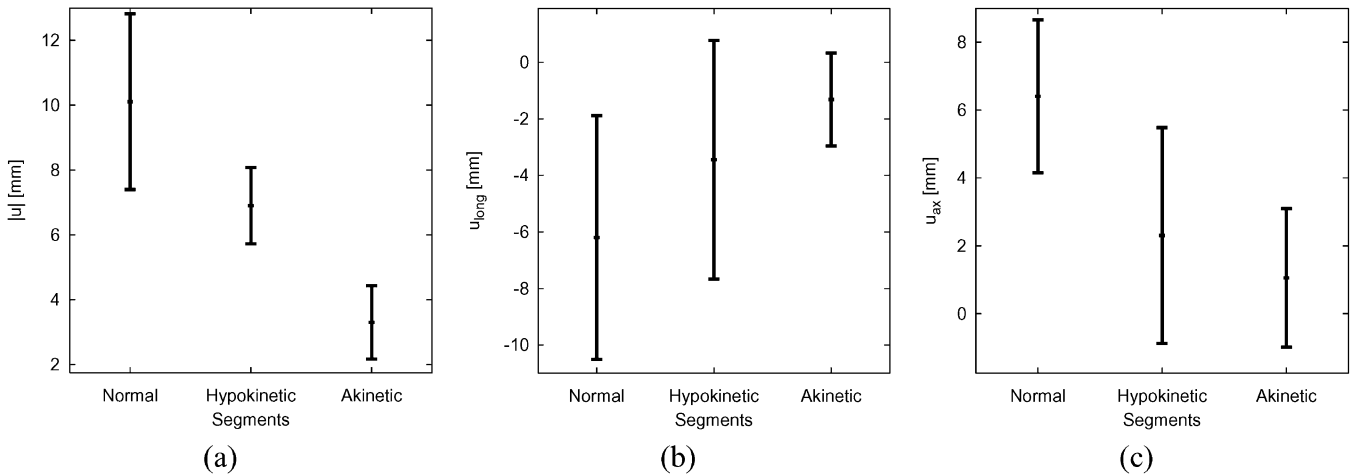 12
10
8
6
4
2
|u| [mm]
Normal Hypokinetic Akinetic
Segments
(a)
0
-2
-4
-6
-8
-10
u_long [mm]
Normal Hypokinetic Akinetic
Segments
(b)
8
6
4
2
0
u_ax [mm]
Normal Hypokinetic Akinetic
Segments
(c)